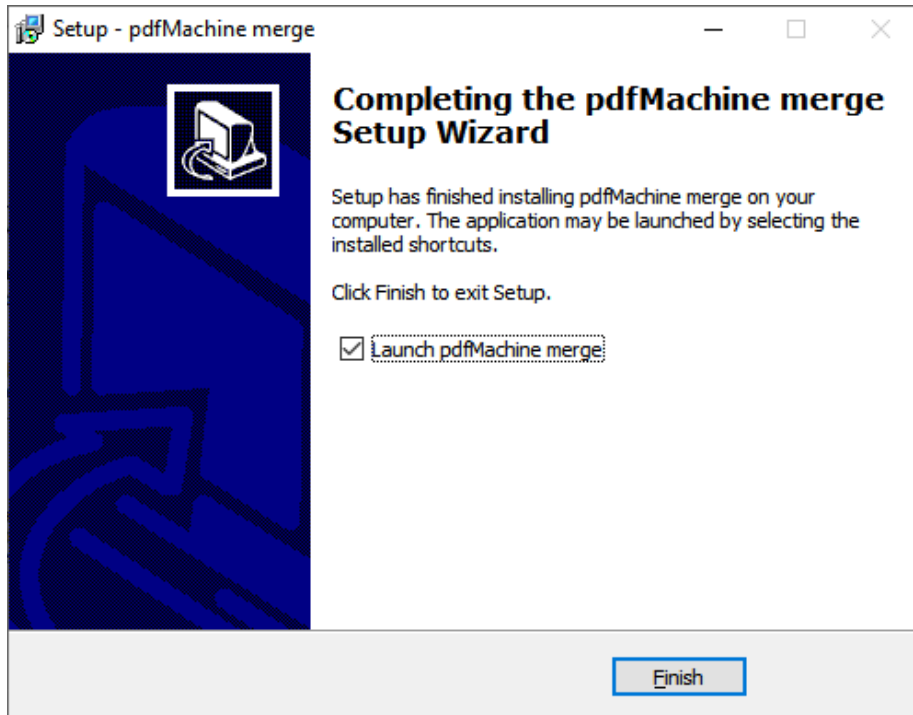 Setup - pdfMachine merge
Completing the pdfMachine merge
Setup Wizard
Setup has finished installing pdfMachine merge on your
computer. The application may be launched by selecting the
installed shortcuts.
Click Finish to exit Setup.
Launch pdfMachine merge
Finish